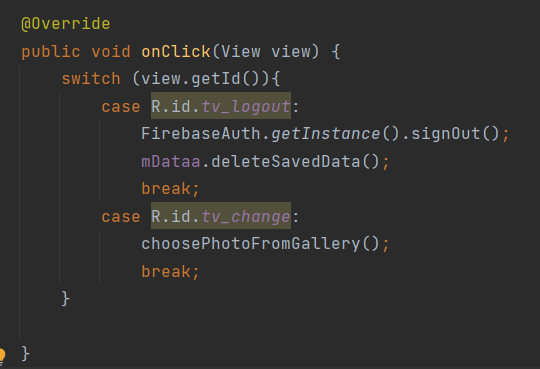 @Override
public void onClick(View view) {
    switch (view.getId()){
        case R.id.tv_logout:
            FirebaseAuth.getInstance().signOut();
            mDataa.deleteSavedData();
            break;
        case R.id.tv_change:
            choosePhotoFromGallery();
            break;
    }
}